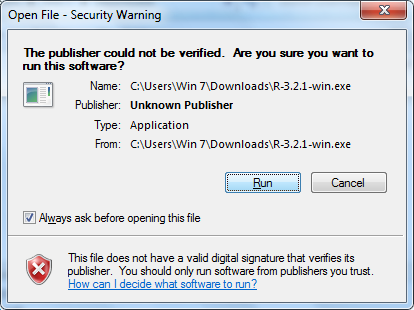 Open File - Security Warning
The publisher could not be verified.  Are you sure you want to
run this software?
Name: C:\Users\Win 7\Downloads\R-3.2.1-win.exe
Publisher: Unknown Publisher
Type: Application
From: C:\Users\Win 7\Downloads\R-3.2.1-win.exe
Run Cancel
Always ask before opening this file
This file does not have a valid digital signature that verifies its
publisher.  You should only run software from publishers you trust.
How can I decide what software to run?